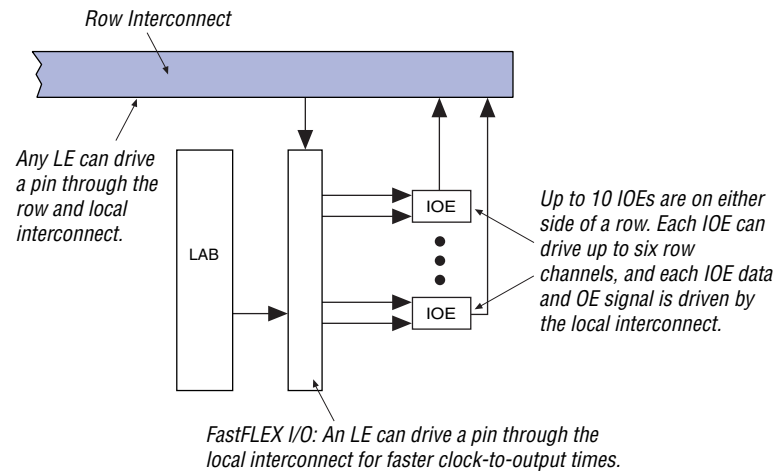 Row Interconnect
Any LE can drive
a pin through the
row and local
interconnect.
LAB
IOE
IOE
Up to 10 IOEs are on either
side of a row. Each IOE can
drive up to six row
channels, and each IOE data
and OE signal is driven by
the local interconnect.
FastFLEX I/O: An LE can drive a pin through the
local interconnect for faster clock-to-output times.